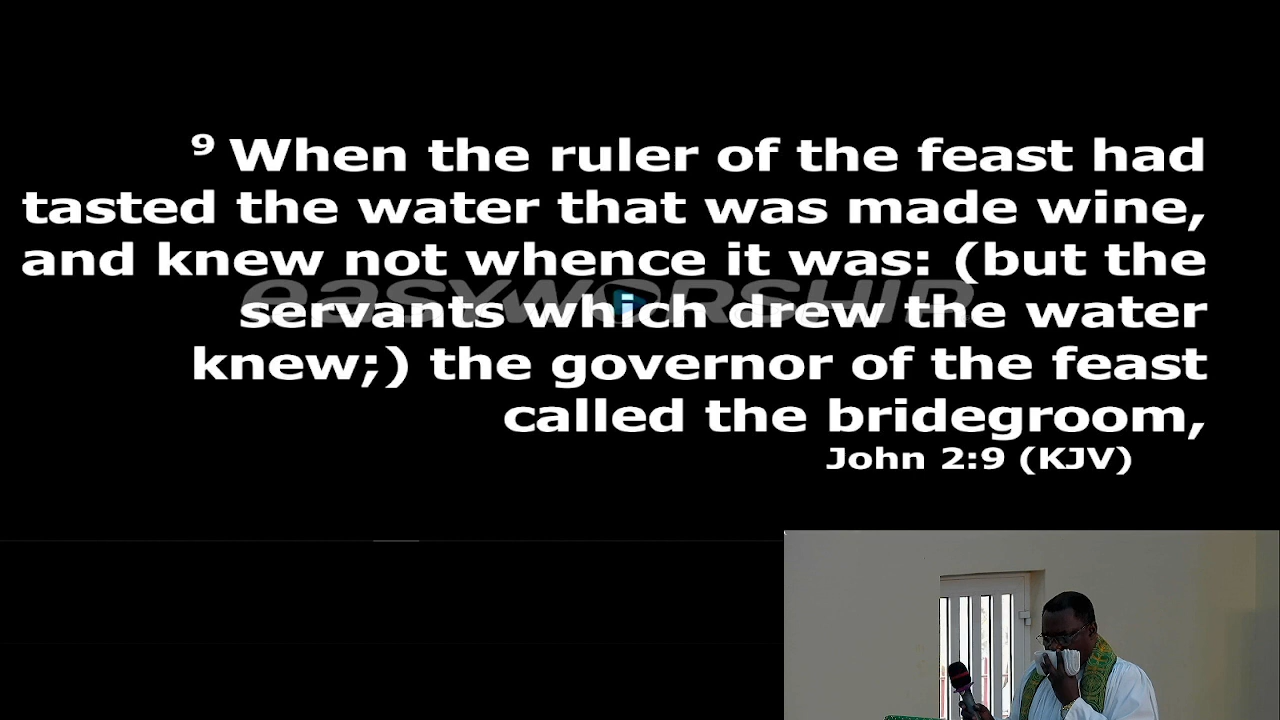 9 When the ruler of the feast had
tasted the water that was made wine,
and knew not whence it was: (but the
servants which drew the water
knew;) the governor of the feast
called the bridegroom,
John 2:9 (KJV)
easyworship